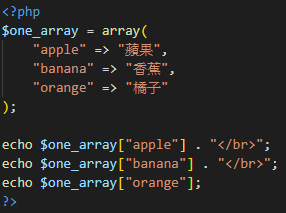 <?php
$one_array = array(
    "apple" => "蘋果",
    "banana" => "香蕉",
    "orange" => "橘子"
);
echo $one_array["apple"] . "</br>";
echo $one_array["banana"] . "</br>";
echo $one_array["orange"];
?>